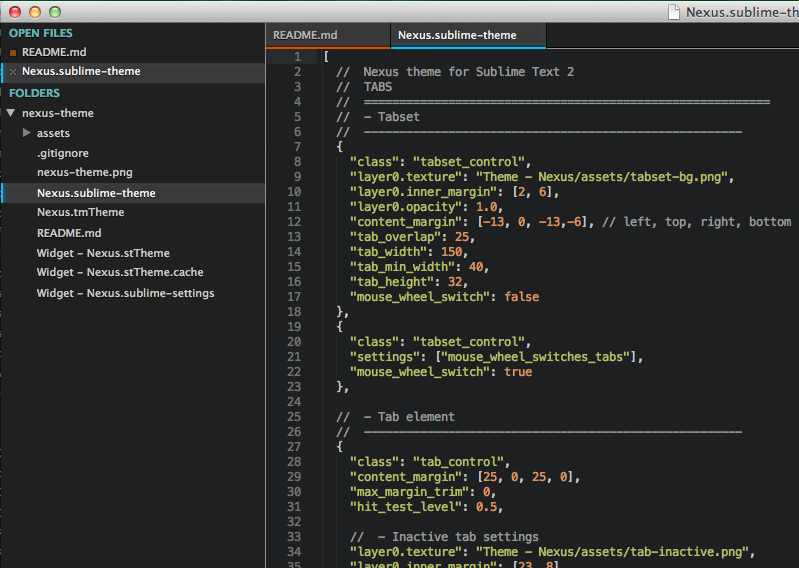 Nexus.sublime-th
OPEN FILES
README.md
Nexus.sublime-theme
FOLDERS
nexus-theme
assets
.gitignore
nexus-theme.png
Nexus.sublime-theme
Nexus.tmTheme
README.md
Widget – Nexus.stTheme
Widget – Nexus.stTheme.cache
Widget – Nexus.sublime-settings
README.md Nexus.sublime-theme
1 [
2 // Nexus theme for Sublime Text 2
3 // TABS
4 // ==========================================================
5 // - Tabset
6 // ------------------------------------------------------
7 {
8 "class": "tabset_control",
9 "layer0.texture": "Theme - Nexus/assets/tabset-bg.png",
10 "layer0.inner_margin": [2, 6],
11 "layer0.opacity": 1.0,
12 "content_margin": [-13, 0, -13,-6], // left, top, right, bottom
13 "tab_overlap": 25,
14 "tab_width": 150,
15 "tab_min_width": 40,
16 "tab_height": 32,
17 "mouse_wheel_switch": false
18 },
19 {
20 "class": "tabset_control",
21 "settings": ["mouse_wheel_switches_tabs"],
22 "mouse_wheel_switch": true
23 },
24
25 // - Tab element
26 // ------------------------------------------------------
27 {
28 "class": "tab_control",
29 "content_margin": [25, 0, 25, 0],
30 "max_margin_trim": 0,
31 "hit_test_level": 0.5,
32
33 // - Inactive tab settings
34 "layer0.texture": "Theme - Nexus/assets/tab-inactive.png",
35 "layer0.inner_margin": [23, 8]